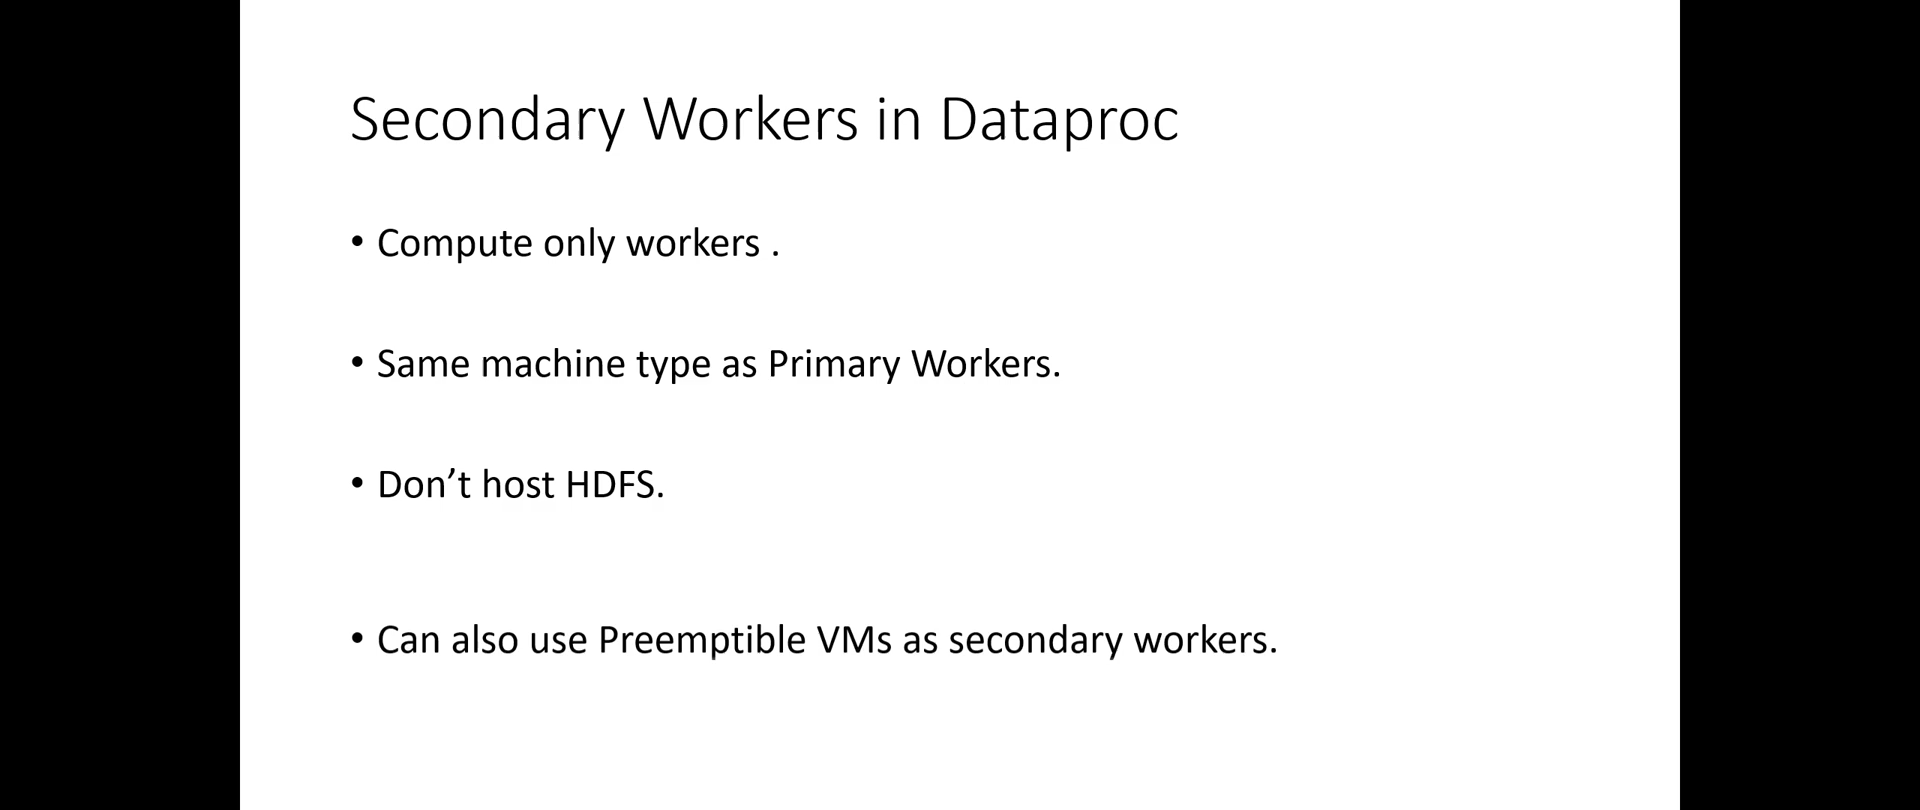 Secondary Workers in Dataproc
• Compute only workers .
• Same machine type as Primary Workers.
• Don’t host HDFS.
• Can also use Preemptible VMs as secondary workers.